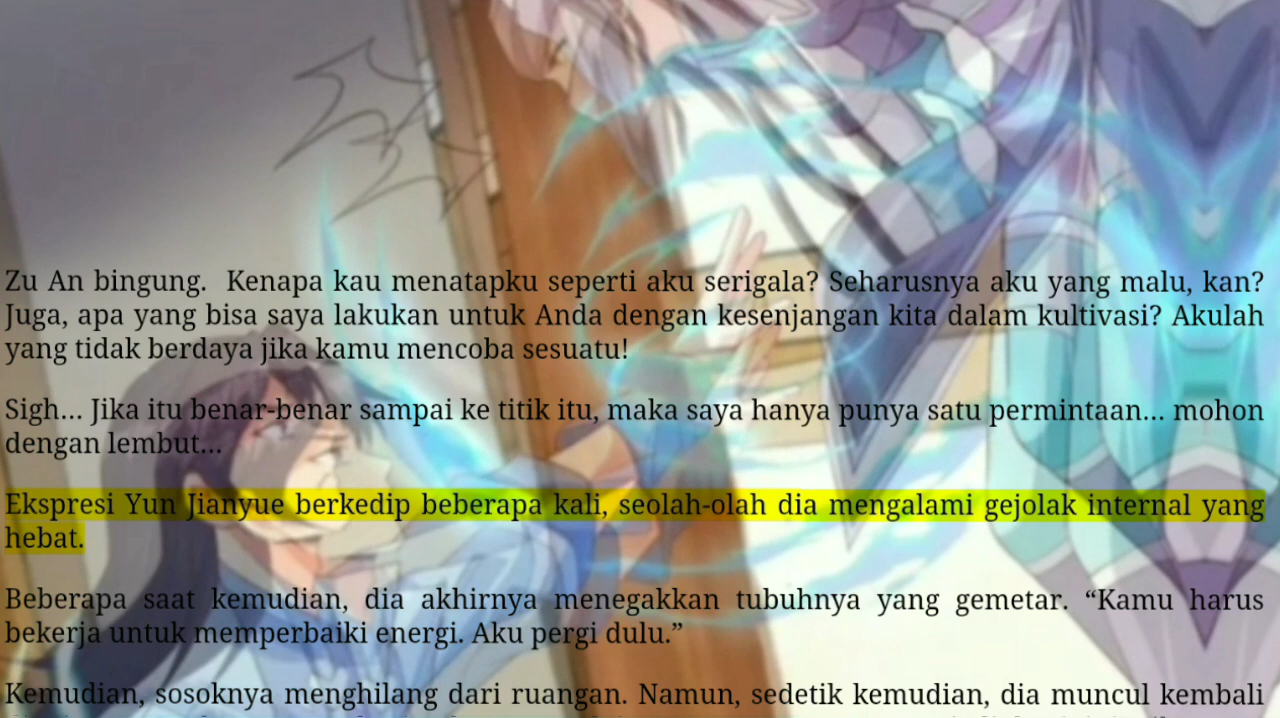 Zu An bingung.  Kenapa kau menatapku seperti aku serigala? Seharusnya aku yang malu, kan?
Juga, apa yang bisa saya lakukan untuk Anda dengan kesenjangan kita dalam kultivasi? Akulah
yang tidak berdaya jika kamu mencoba sesuatu!
Sigh... Jika itu benar-benar sampai ke titik itu, maka saya hanya punya satu permintaan... mohon
dengan lembut...
Ekspresi Yun Jianyue berkedip beberapa kali, seolah-olah dia mengalami gejolak internal yang
hebat.
Beberapa saat kemudian, dia akhirnya menegakkan tubuhnya yang gemetar. “Kamu harus
bekerja untuk memperbaiki energi. Aku pergi dulu.”
Kemudian, sosoknya menghilang dari ruangan. Namun, sedetik kemudian, dia muncul kembali